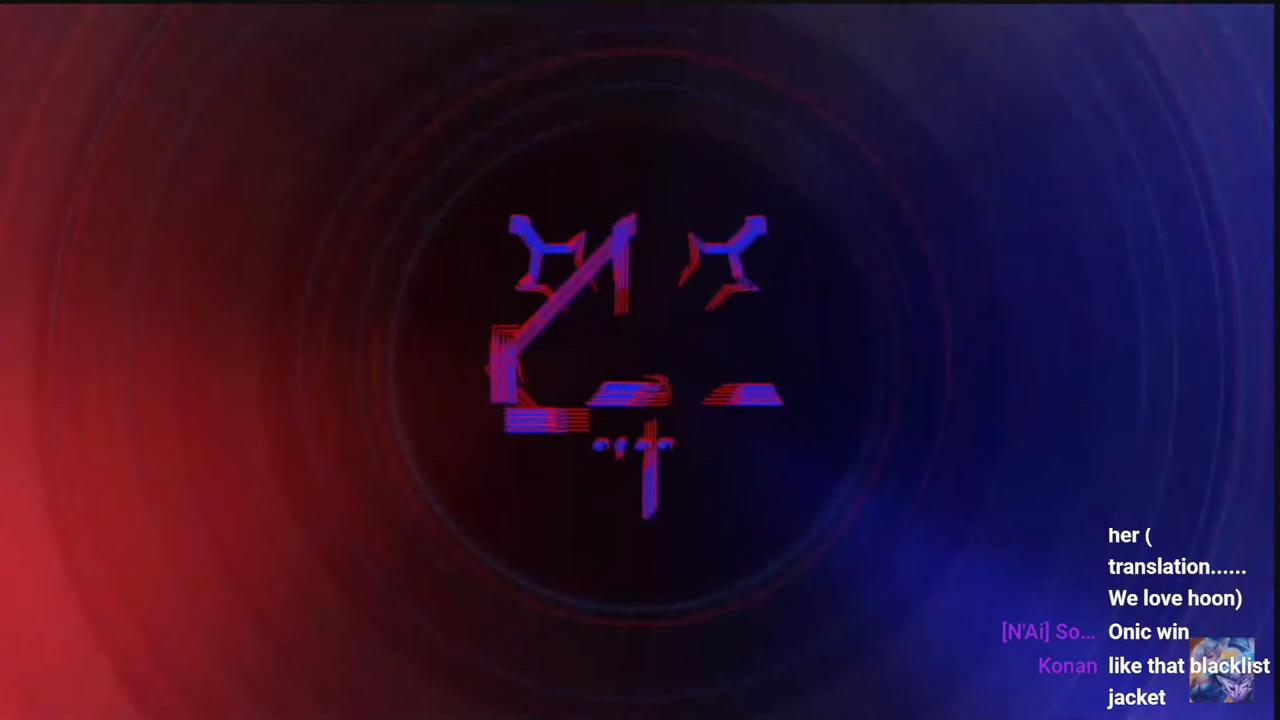 her (
translation......
We love hoon)
[N'Ai] So... Onic win
Konan like that blacklist
jacket